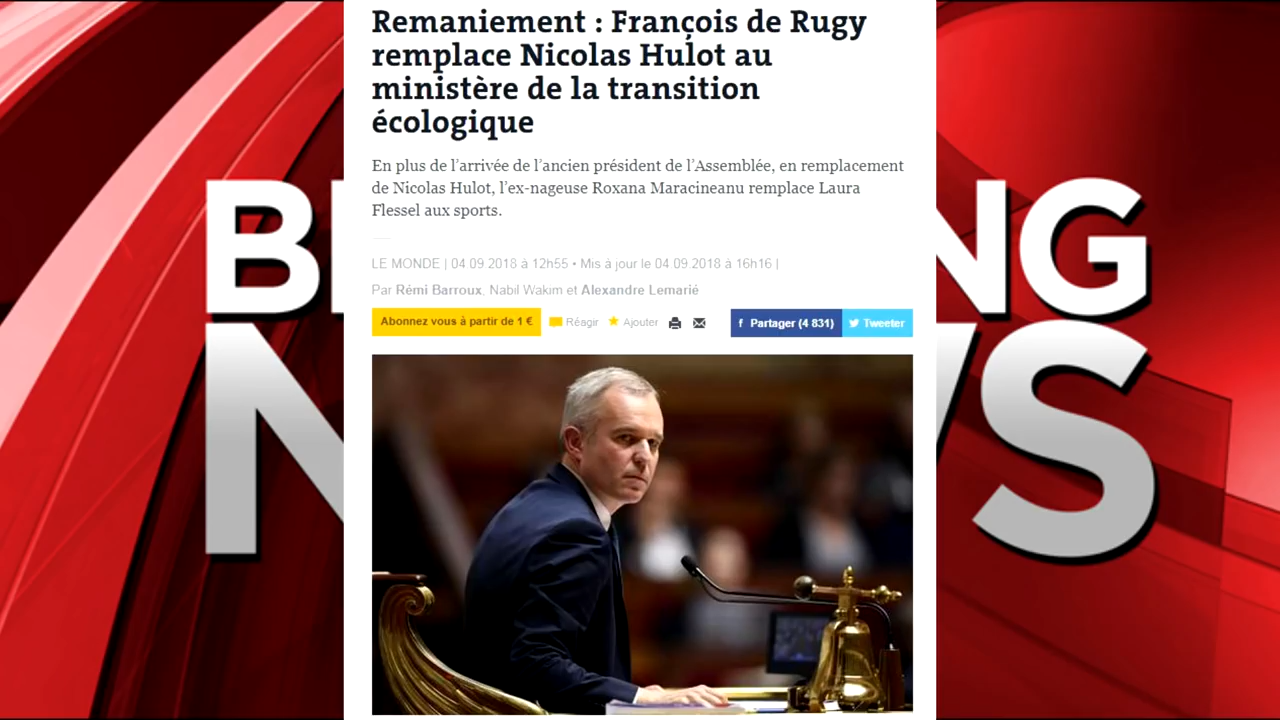 Remaniement : François de Rugy
remplace Nicolas Hulot au
ministère de la transition
écologique
En plus de l'arrivée de l'ancien président de l'Assemblée, en remplacement
de Nicolas Hulot, l'ex-nageuse Roxana Maracineanu remplace Laura
Flessel aux sports.
LE MONDE | 04.09.2018 à 12h55 • Mis à jour le 04.09.2018 à 16h16 |
Par Rémi Barroux, Nabil Wakim et Alexandre Lemarié
Abonnez vous à partir de 1 € Réagir Ajouter f Partager (4 831) Tweeter
B NG
N WS